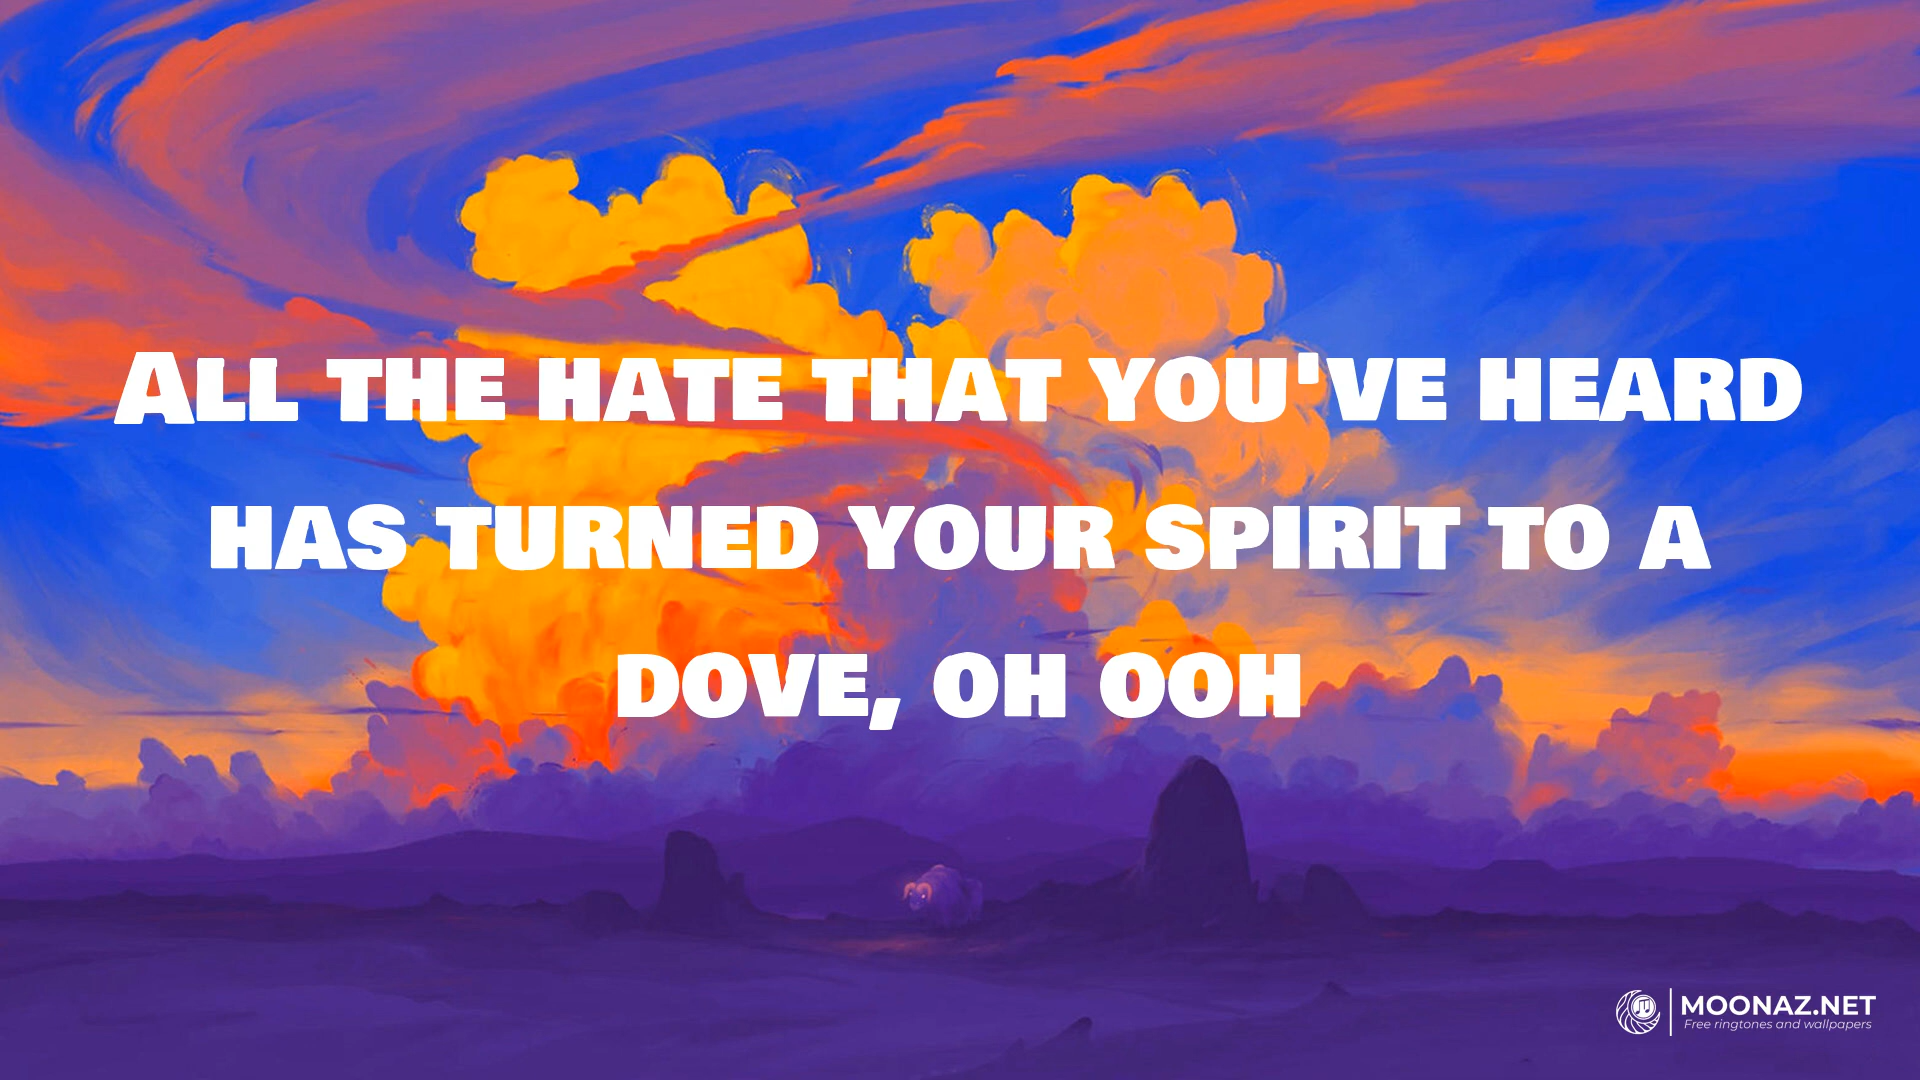 All the hate that you've heard
has turned your spirit to a
dove, oh ooh
MOONAZ.NET
Free ringtones and wallpapers